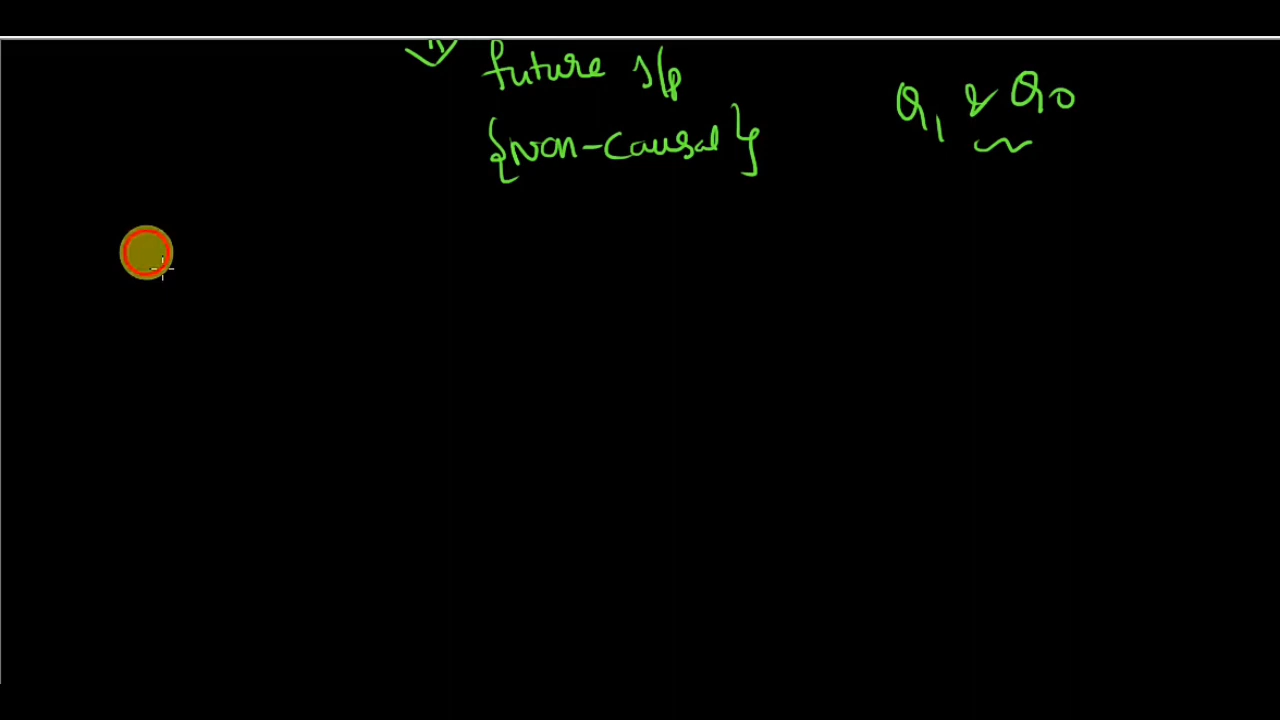 future i/p
{Non-Causal}
a₁ & a₀